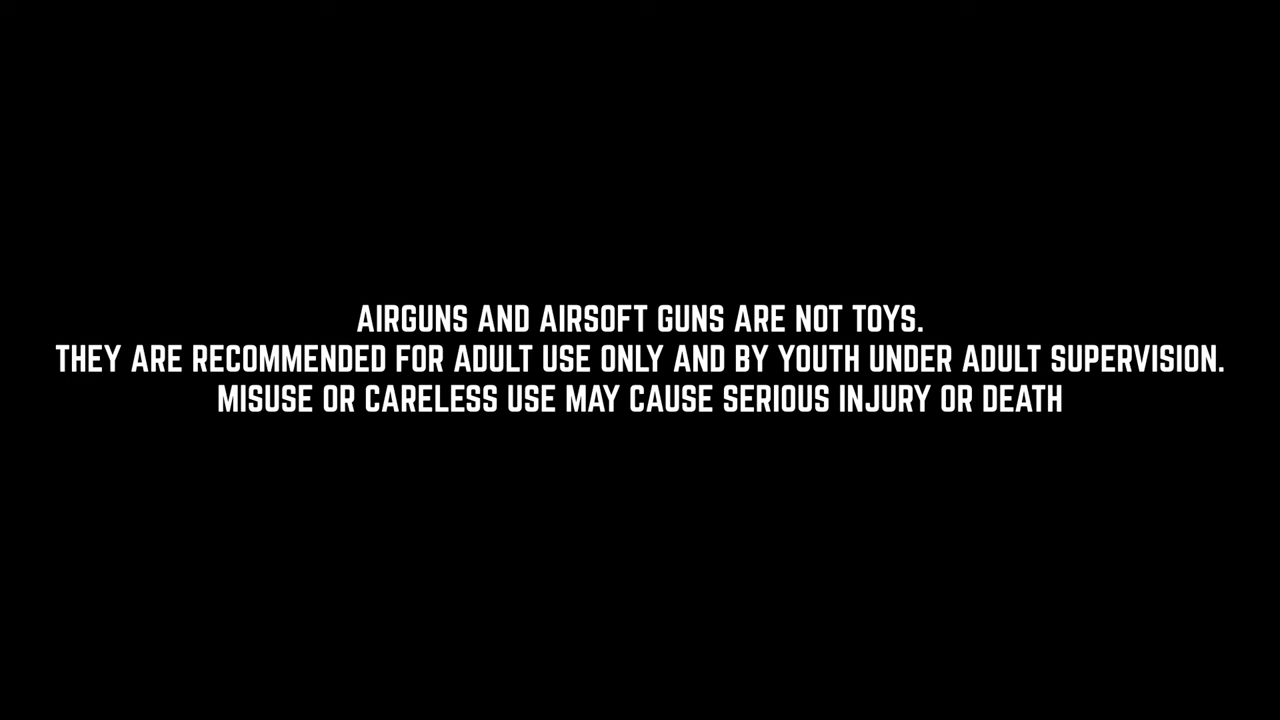 AIRGUNS AND AIRSOFT GUNS ARE NOT TOYS.
THEY ARE RECOMMENDED FOR ADULT USE ONLY AND BY YOUTH UNDER ADULT SUPERVISION.
MISUSE OR CARELESS USE MAY CAUSE SERIOUS INJURY OR DEATH